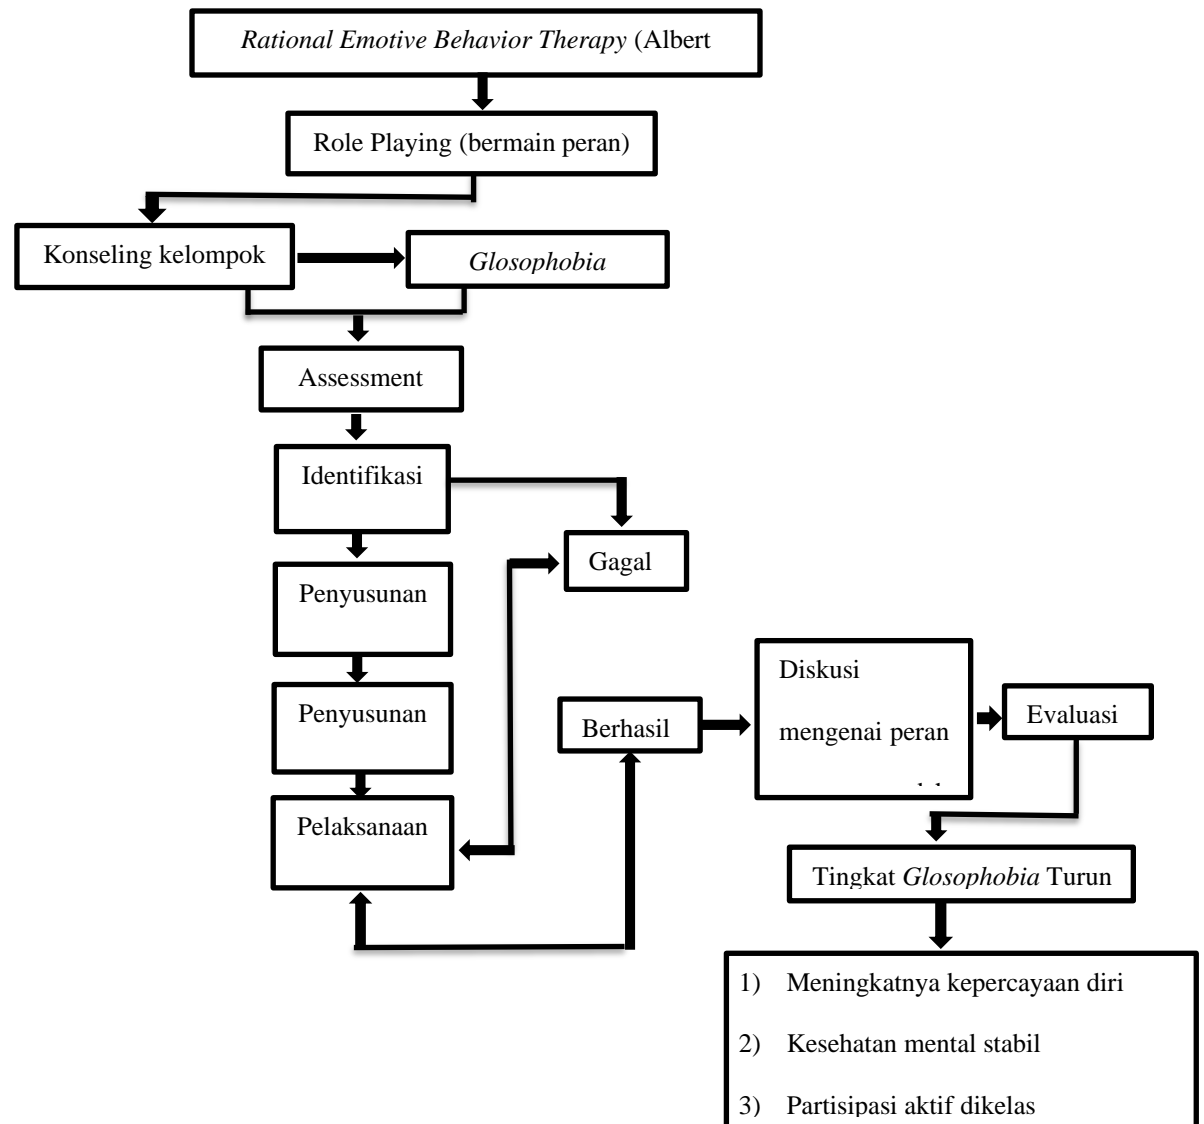 Rational Emotive Behavior Therapy (Albert
Role Playing (bermain peran)
Konseling kelompok
Glosophobia
Assessment
Identifikasi
Gagal
Penyusunan
Penyusunan
Diskusi
mengenai peran
Berhasil
Evaluasi
Pelaksanaan
Tingkat Glosophobia Turun
1) Meningkatnya kepercayaan diri
2) Kesehatan mental stabil
3) Partisipasi aktif dikelas